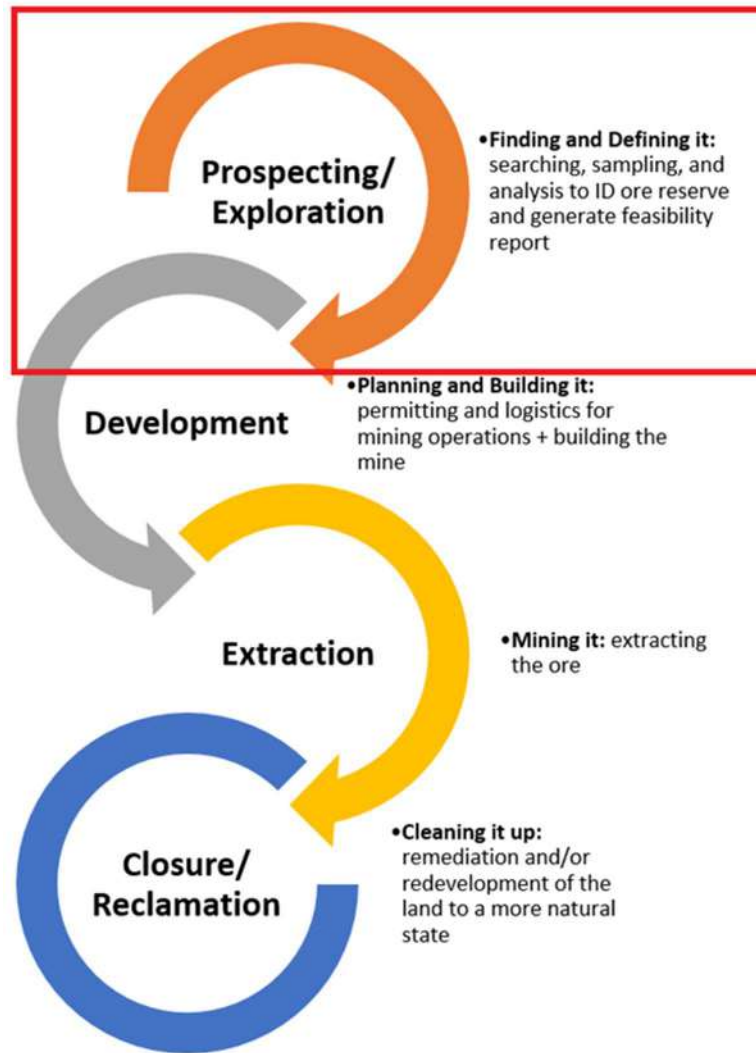 Prospecting/
Exploration
•Finding and Defining it:
searching, sampling, and
analysis to ID ore reserve
and generate feasibility
report
Development
•Planning and Building it:
permitting and logistics for
mining operations + building the
mine
Extraction
•Mining it: extracting
the ore
Closure/
Reclamation
•Cleaning it up:
remediation and/or
redevelopment of the
land to a more natural
state